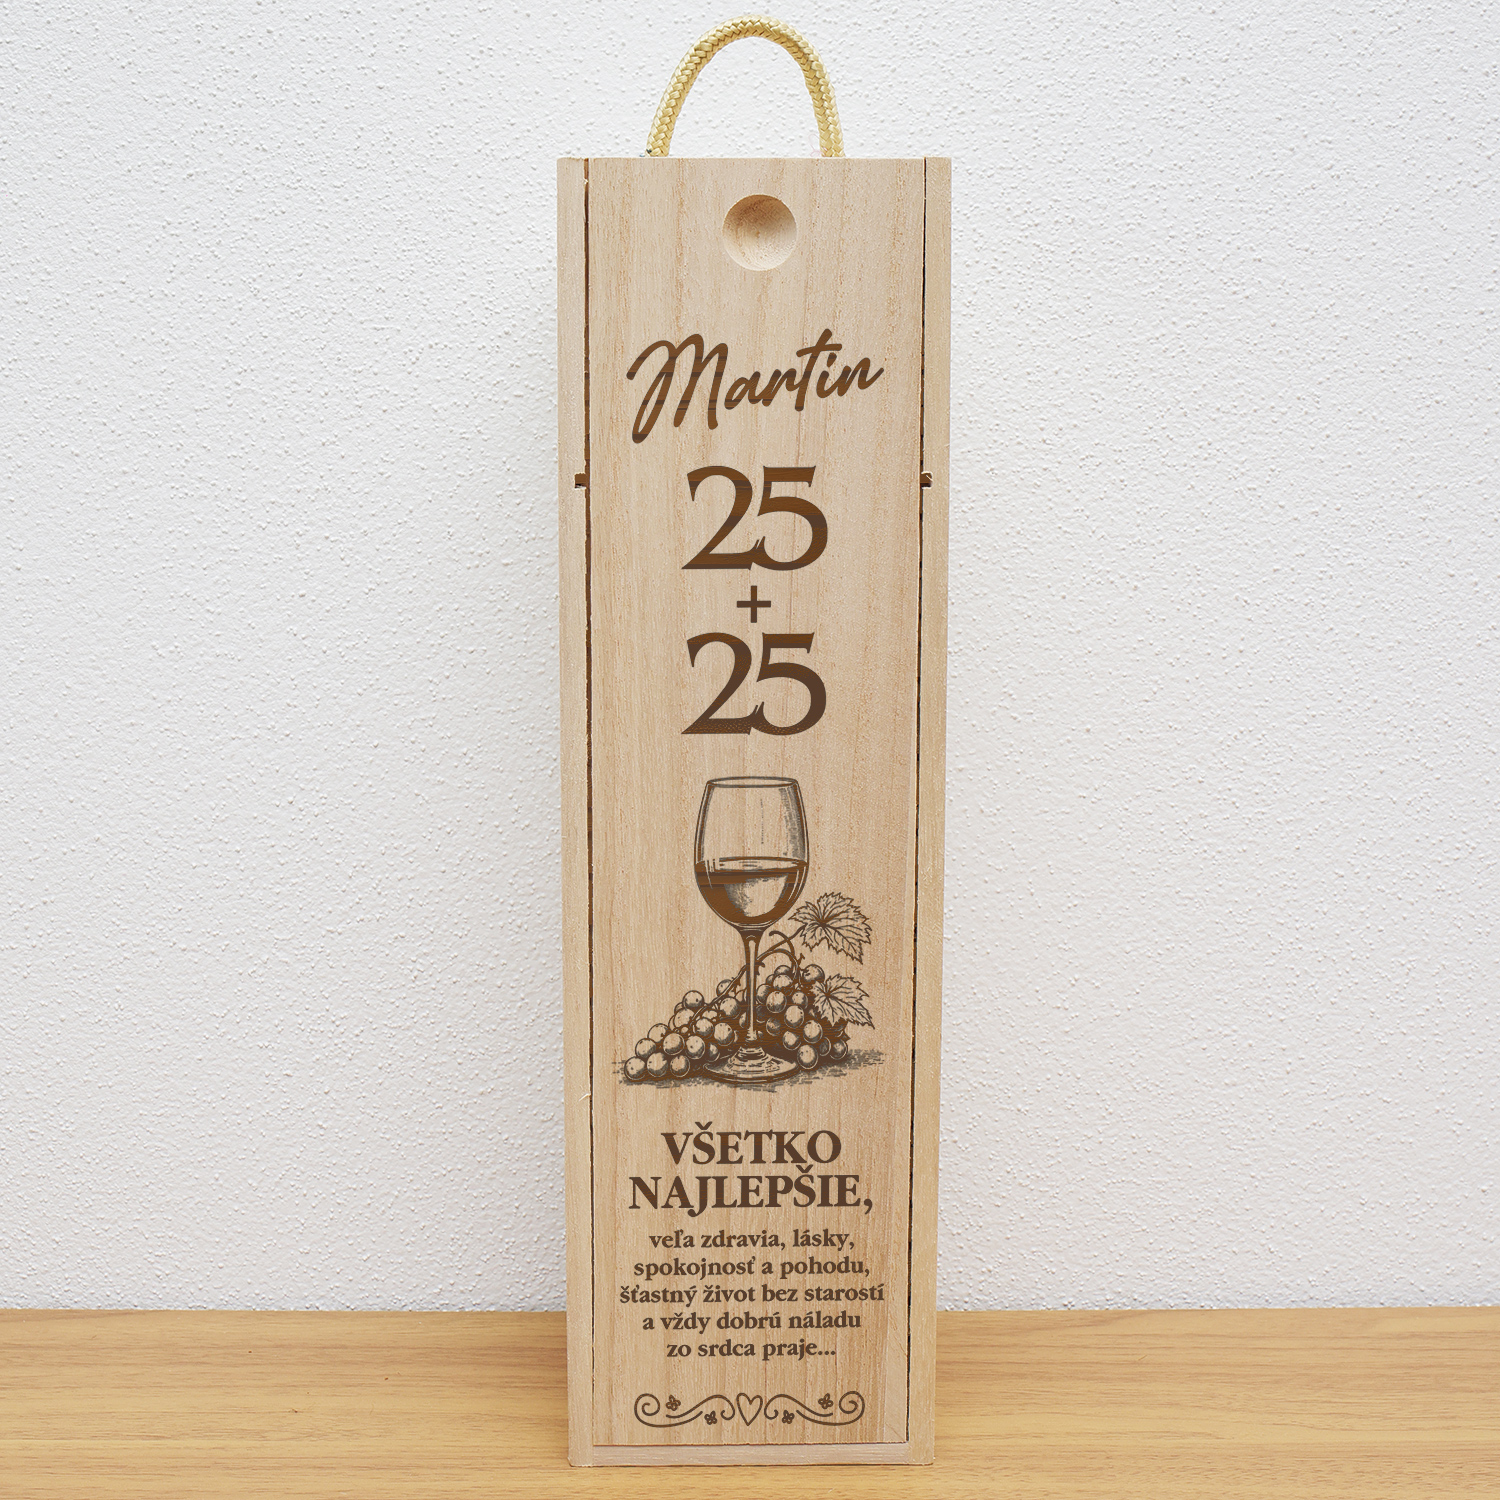 Martin
25
+
25
VŠETKO
NAJLEPŠIE,
veľa zdravia, lásky,
spokojnosť a pohodu,
šťastný život bez starostí
a vždy dobrú náladu
zo srdca praje...